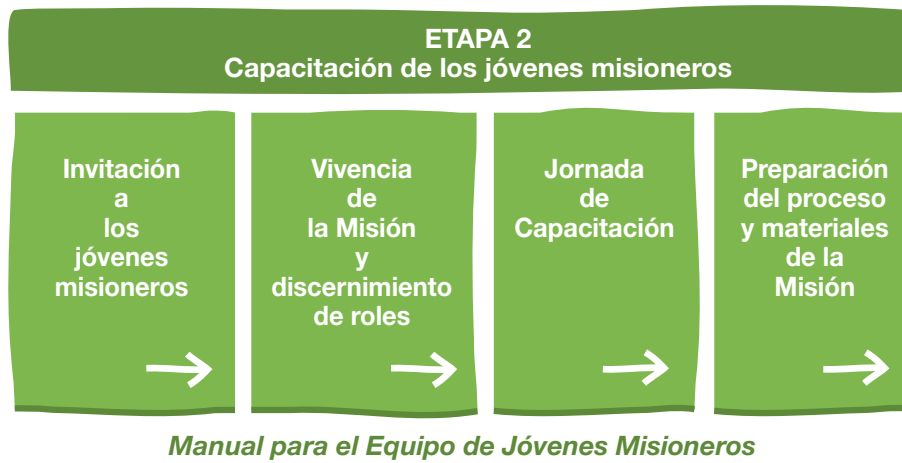 ETAPA 2
Capacitación de los jóvenes misioneros
Invitación
a
los
jóvenes
misioneros
Vivencia
de
la Misión
y
discernimiento
de roles
Jornada
de
Capacitación
Preparación
del proceso
y materiales
de la
Misión
Manual para el Equipo de Jóvenes Misioneros